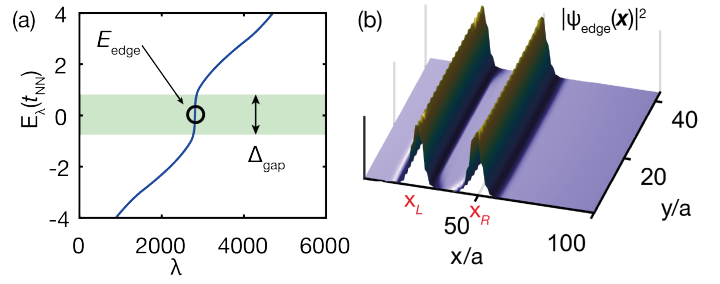 (a)
4
2
0
-2
-4
E_λ(t_NN)
E_edge
Δ_gap
0 2000 4000 6000
λ
(b)
|ψ_edge(x)|²
40
20
y/a
x_L
x_R
50
100
x/a